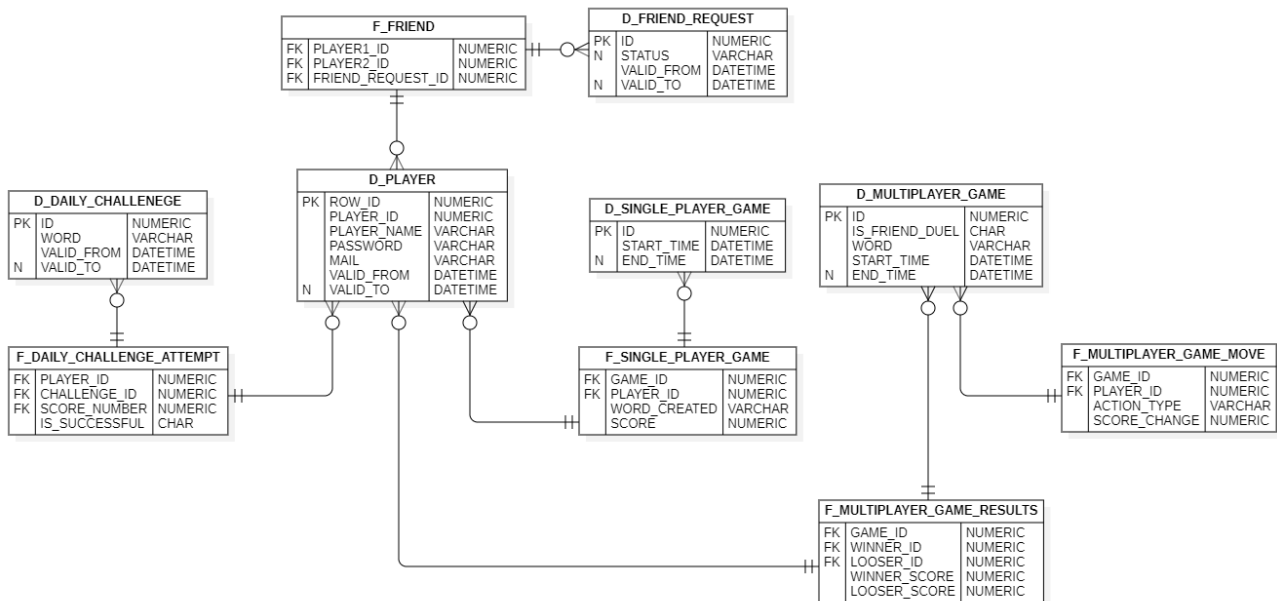 F_FRIEND
FK PLAYER1_ID NUMERIC
FK PLAYER2_ID NUMERIC
FK FRIEND_REQUEST_ID NUMERIC
D_FRIEND_REQUEST
PK ID NUMERIC
N STATUS VARCHAR
VALID_FROM DATETIME
N VALID_TO DATETIME
D_DAILY_CHALLENEGE
PK ID NUMERIC
WORD VARCHAR
VALID_FROM DATETIME
N VALID_TO DATETIME
D_PLAYER
PK ROW_ID NUMERIC
PLAYER_ID NUMERIC
PLAYER_NAME VARCHAR
PASSWORD VARCHAR
MAIL VARCHAR
VALID_FROM DATETIME
N VALID_TO DATETIME
D_SINGLE_PLAYER_GAME
PK ID NUMERIC
START_TIME DATETIME
N END_TIME DATETIME
D_MULTIPLAYER_GAME
PK ID NUMERIC
IS_FRIEND_DUEL CHAR
WORD VARCHAR
START_TIME DATETIME
N END_TIME DATETIME
F_DAILY_CHALLENGE_ATTEMPT
FK PLAYER_ID NUMERIC
FK CHALLENGE_ID NUMERIC
FK SCORE_NUMBER NUMERIC
IS_SUCCESSFUL CHAR
F_SINGLE_PLAYER_GAME
FK GAME_ID NUMERIC
FK PLAYER_ID NUMERIC
WORD_CREATED VARCHAR
SCORE NUMERIC
F_MULTIPLAYER_GAME_MOVE
FK GAME_ID NUMERIC
FK PLAYER_ID NUMERIC
ACTION_TYPE VARCHAR
SCORE_CHANGE NUMERIC
F_MULTIPLAYER_GAME_RESULTS
FK GAME_ID NUMERIC
FK WINNER_ID NUMERIC
FK LOOSER_ID NUMERIC
WINNER_SCORE NUMERIC
LOOSER_SCORE NUMERIC